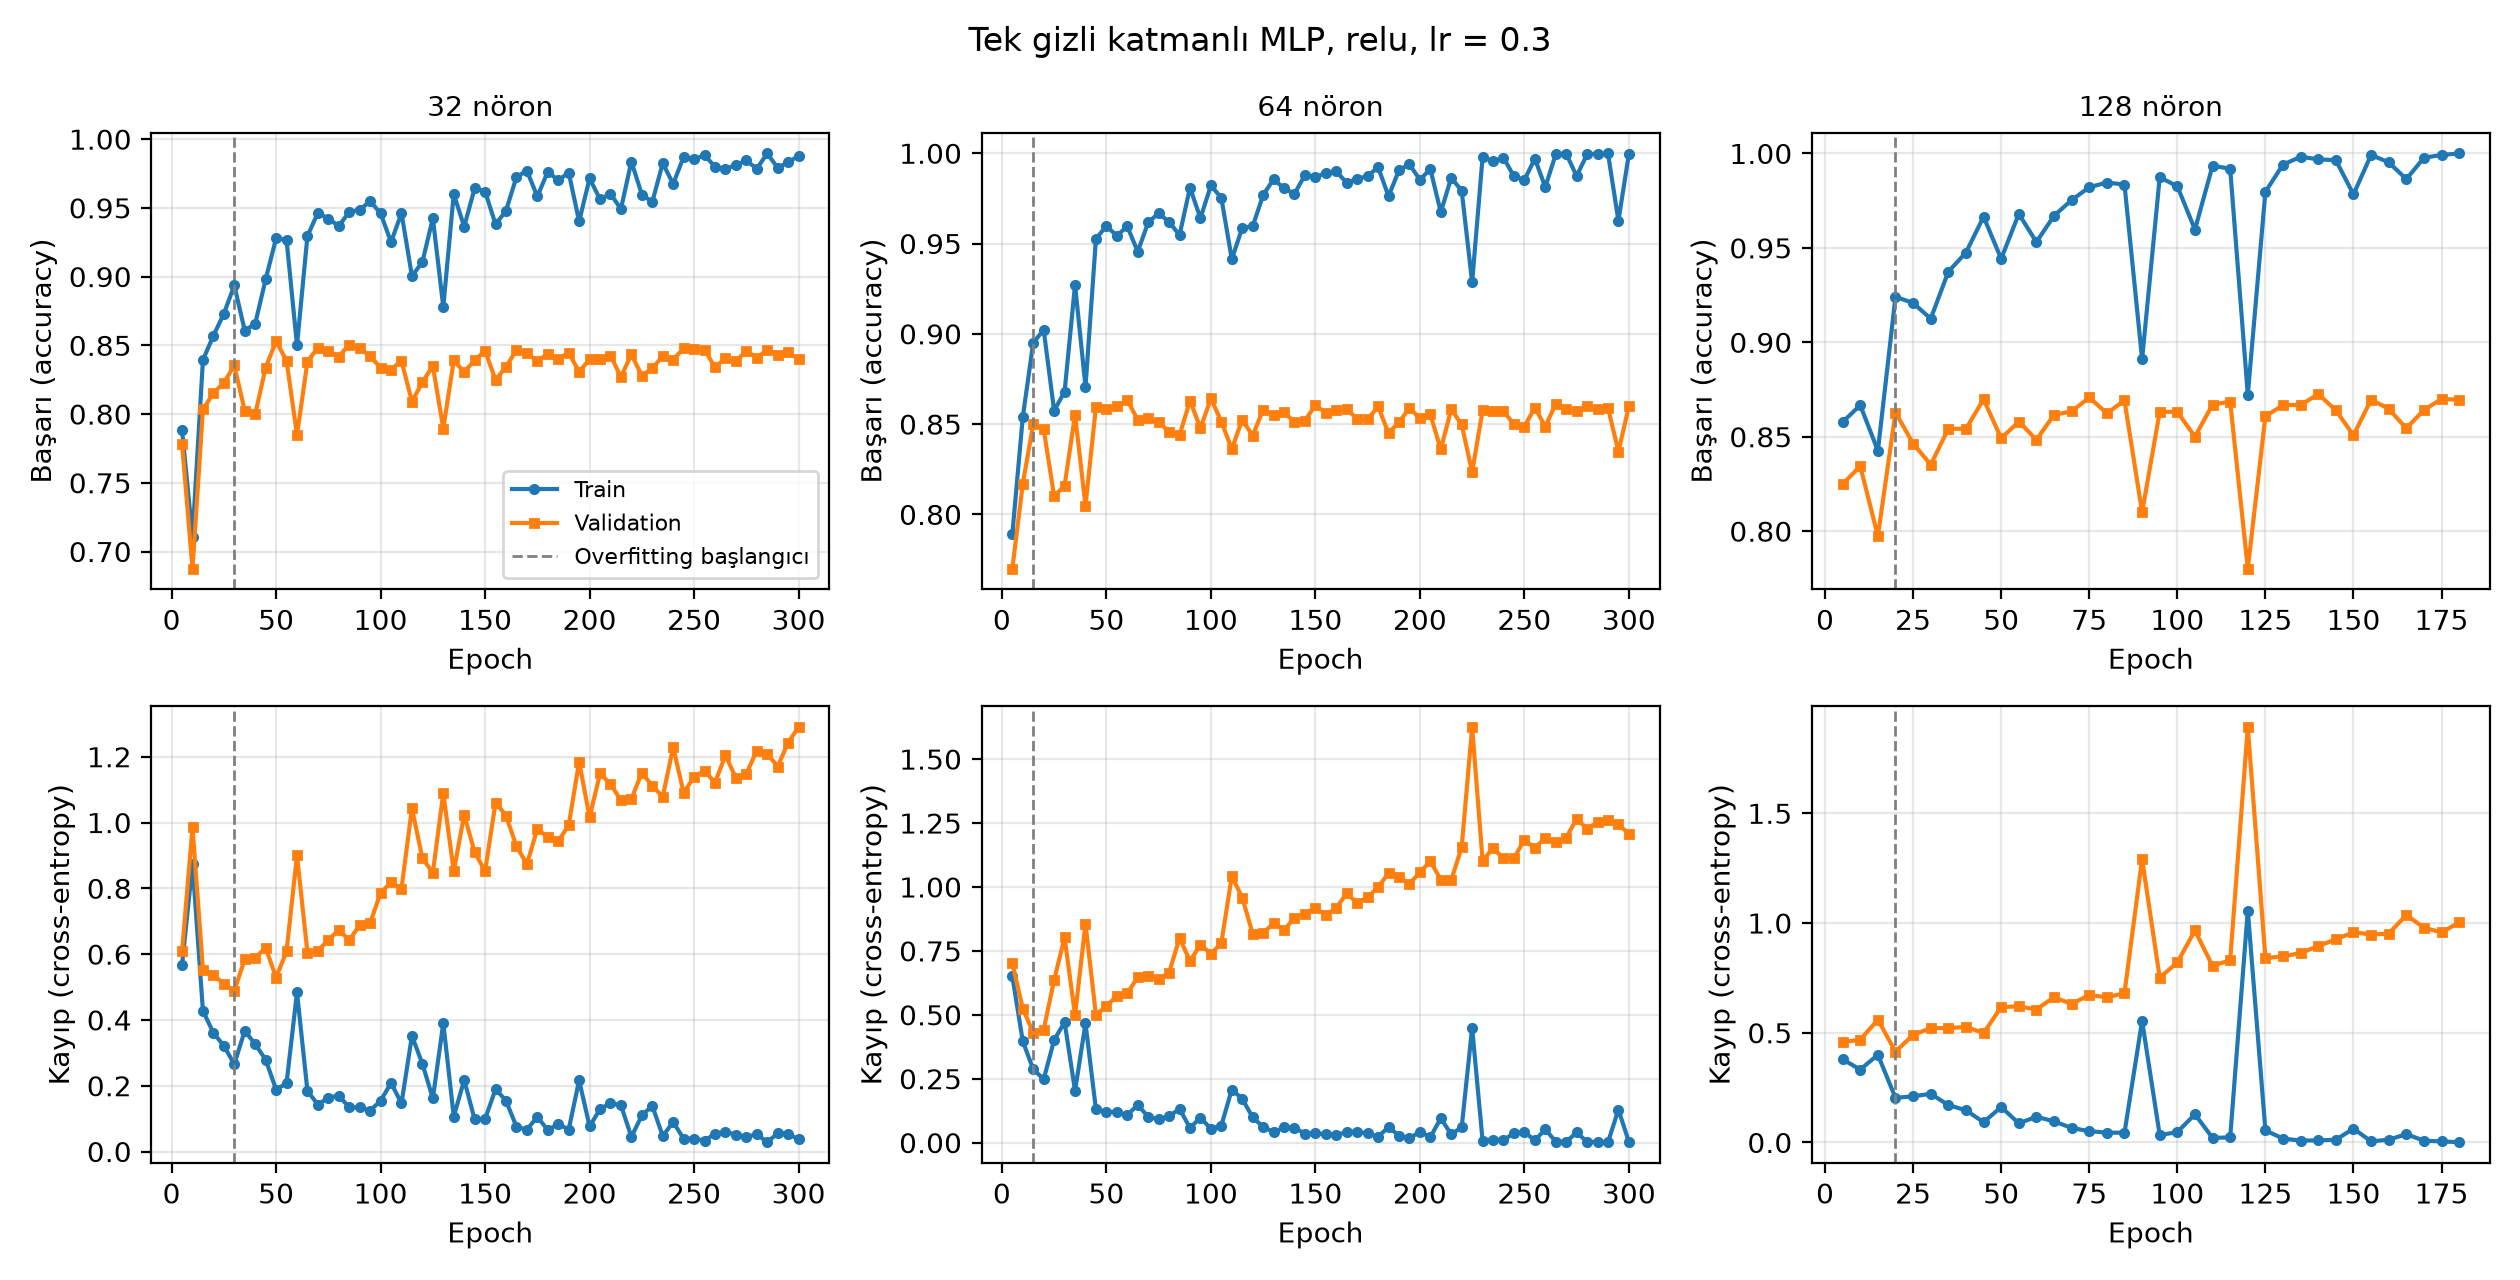 Tek gizli katmanlı MLP, relu, lr = 0.3
32 nöron
64 nöron
128 nöron
Başarı (accuracy)
1.00
0.95
0.90
0.85
0.80
0.75
0.70
Train
Validation
Overfitting başlangıcı
0 50 100 150 200 250 300
Epoch
Başarı (accuracy)
1.00
0.95
0.90
0.85
0.80
0 50 100 150 200 250 300
Epoch
Başarı (accuracy)
1.00
0.95
0.90
0.85
0.80
0 25 50 75 100 125 150 175
Epoch
Kayıp (cross-entropy)
1.2
1.0
0.8
0.6
0.4
0.2
0.0
0 50 100 150 200 250 300
Epoch
Kayıp (cross-entropy)
1.50
1.25
1.00
0.75
0.50
0.25
0.00
0 50 100 150 200 250 300
Epoch
Kayıp (cross-entropy)
1.5
1.0
0.5
0.0
0 25 50 75 100 125 150 175
Epoch